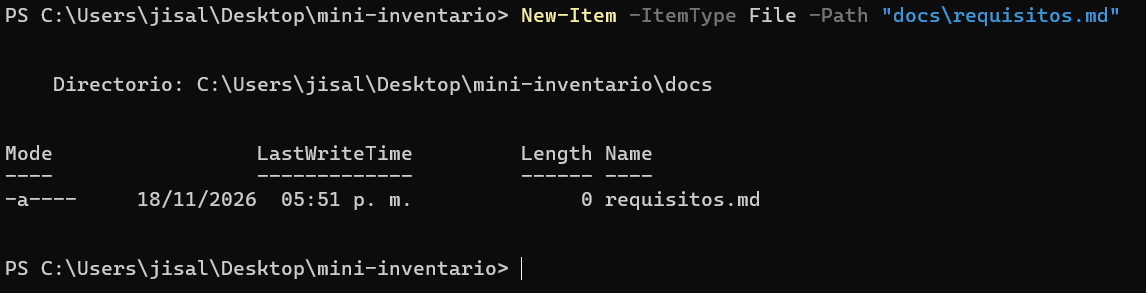 PS C:\Users\jisal\Desktop\mini-inventario> New-Item -ItemType File -Path "docs\requisitos.md"
Directorio: C:\Users\jisal\Desktop\mini-inventario\docs
Mode LastWriteTime Length Name
---- ------------- ------ ----
-a---- 18/11/2026 05:51 p. m. 0 requisitos.md
PS C:\Users\jisal\Desktop\mini-inventario>